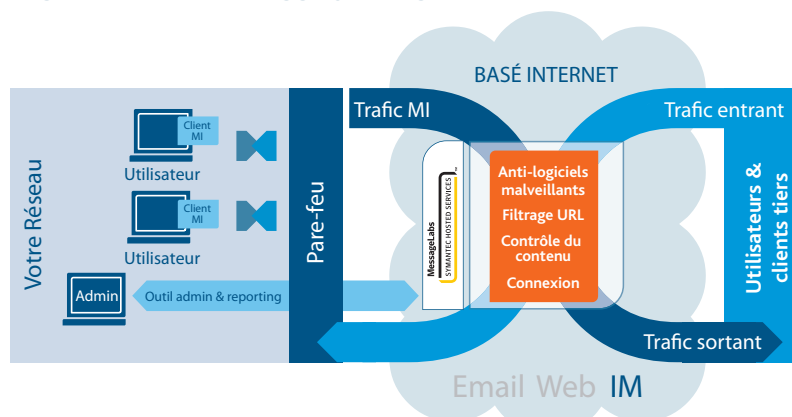 BASÉ INTERNET
Votre Réseau
Client
MI
Utilisateur
Client
MI
Utilisateur
Admin
Outil admin & reporting
Pare-feu
Trafic MI
MessageLabs
SYMANTEC HOSTED SERVICES
Anti-logiciels
malveillants
Filtrage URL
Contrôle du
contenu
Connexion
Trafic entrant
Utilisateurs &
clients tiers
Trafic sortant
Email Web IM